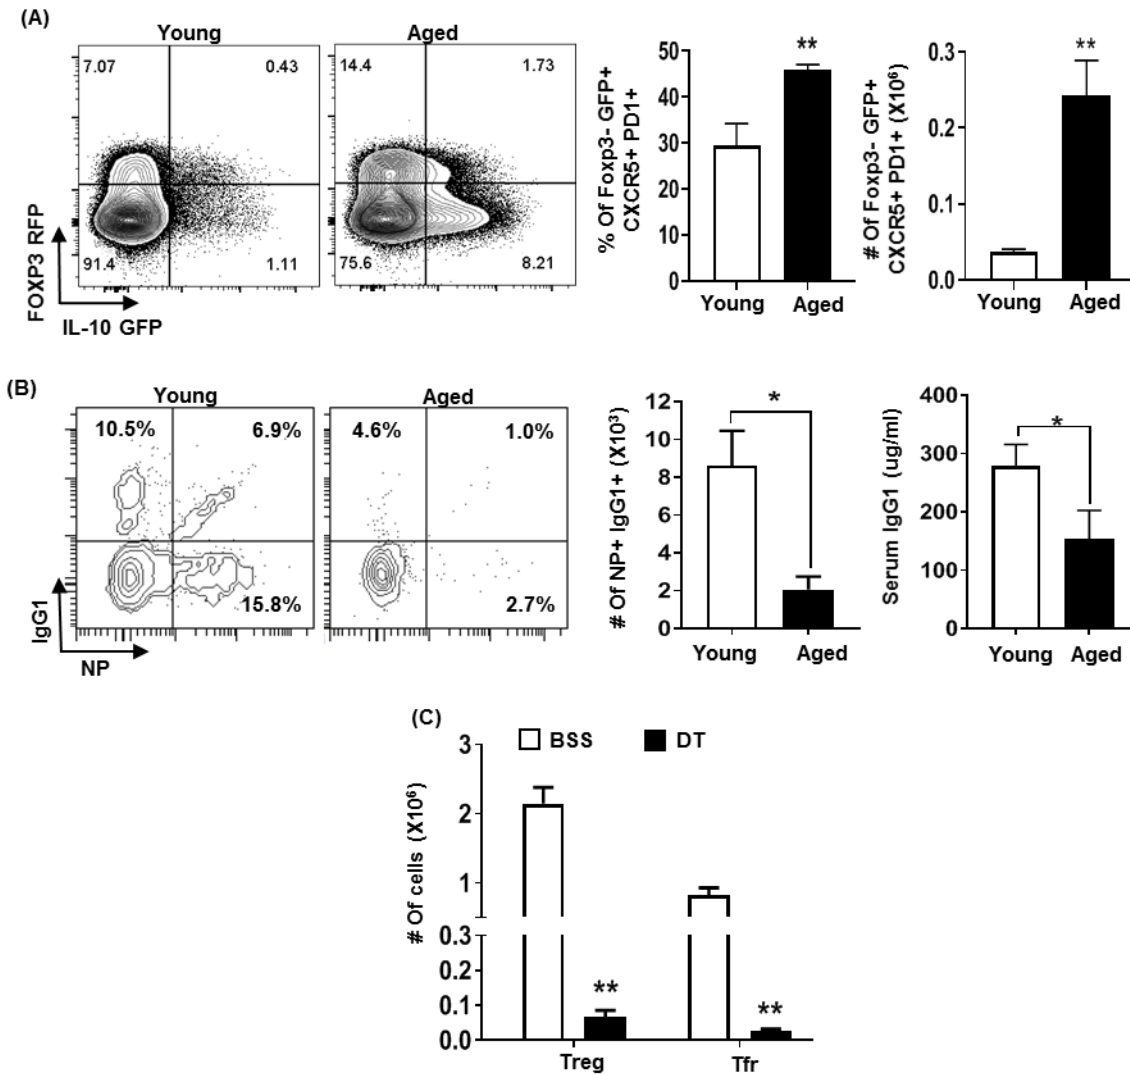 (A)
Young
Aged
7.07
0.43
91.4
1.11
14.4
1.73
75.6
8.21
FOXP3 RFP
IL-10 GFP
% Of Foxp3- GFP+
CXCR5+ PD1+
50
40
30
20
10
0
**
Young
Aged
# Of Foxp3- GFP+
CXCR5+ PD1+ (X10⁶)
0.3
0.2
0.1
0.0
**
Young
Aged
(B)
Young
Aged
10.5%
6.9%
15.8%
4.6%
1.0%
2.7%
IgG1
NP
# Of NP+ IgG1+ (X10³)
12
10
8
6
4
2
0
*
Young
Aged
Serum IgG1 (ug/ml)
400
300
200
100
0
*
Young
Aged
(C)
BSS
DT
# Of cells (X10⁶)
3
2
1
0.3
0.2
0.1
0.0
**
**
Treg
Tfr